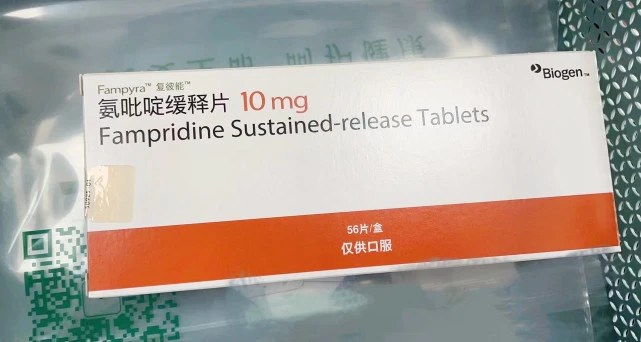 Fampyra™ 复彼能™
Biogen
氨吡啶缓释片 10 mg
Fampridine Sustained-release Tablets
56片/盒
仅供口服